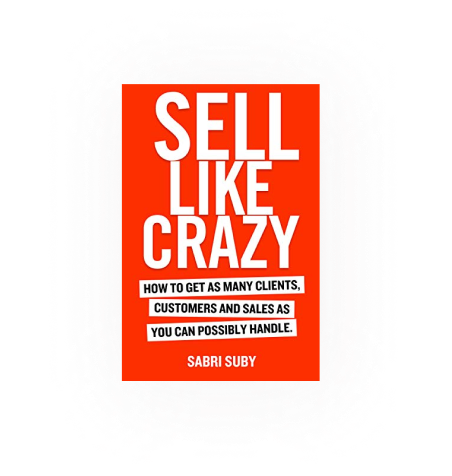 SELL
LIKE
CRAZY
HOW TO GET AS MANY CLIENTS,
CUSTOMERS AND SALES AS
YOU CAN POSSIBLY HANDLE.
SABRI SUBY